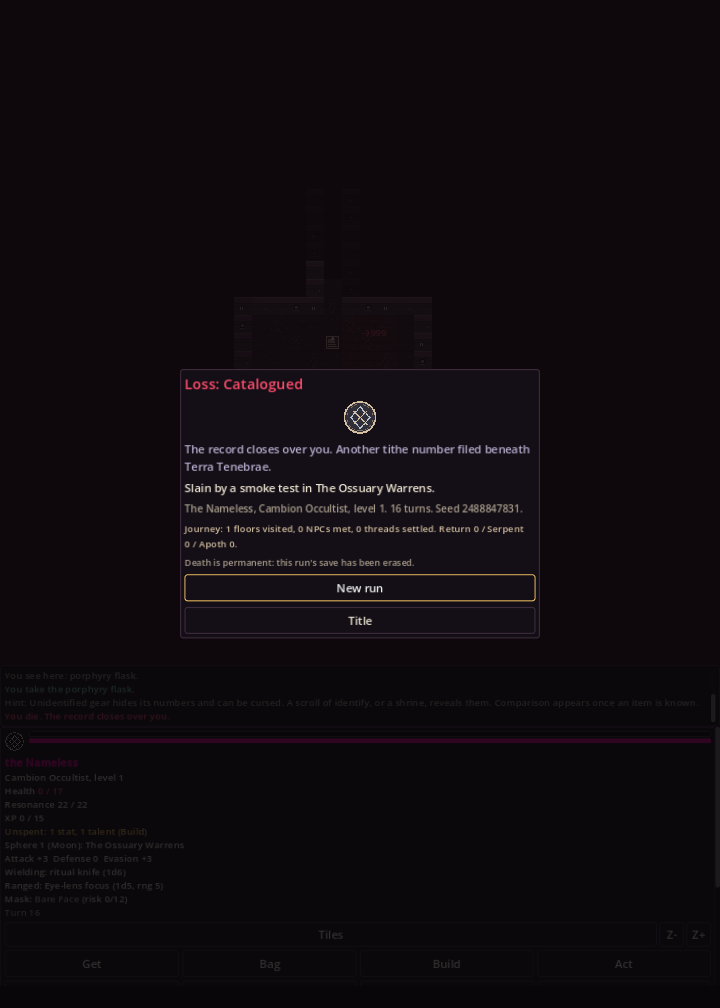 -9999
Loss: Catalogued
The record closes over you. Another tithe number filed beneath
Terra Tenebrae.
Slain by a smoke test in The Ossuary Warrens.
The Nameless, Cambion Occultist, level 1. 16 turns. Seed 2488847831.
Journey: 1 floors visited, 0 NPCs met, 0 threads settled. Return 0 / Serpent
0 / Apoth 0.
Death is permanent: this run's save has been erased.
New run
Title
You see here: porphyry flask.
You take the porphyry flask.
Hint: Unidentified gear hides its numbers and can be cursed. A scroll of identify, or a shrine, reveals them. Comparison appears once an item is known.
You die. The record closes over you.
the Nameless
Cambion Occultist, level 1
Health 0 / 17
Resonance 22 / 22
XP 0 / 15
Unspent: 1 stat, 1 talent (Build)
Sphere 1 (Moon): The Ossuary Warrens
Attack +3 Defense 0 Evasion +3
Wielding: ritual knife (1d6)
Ranged: Eye-lens focus (1d5, rng 5)
Mask: Bare Face (risk 0/12)
Turn 16
Tiles Z- Z+
Get Bag Build Act